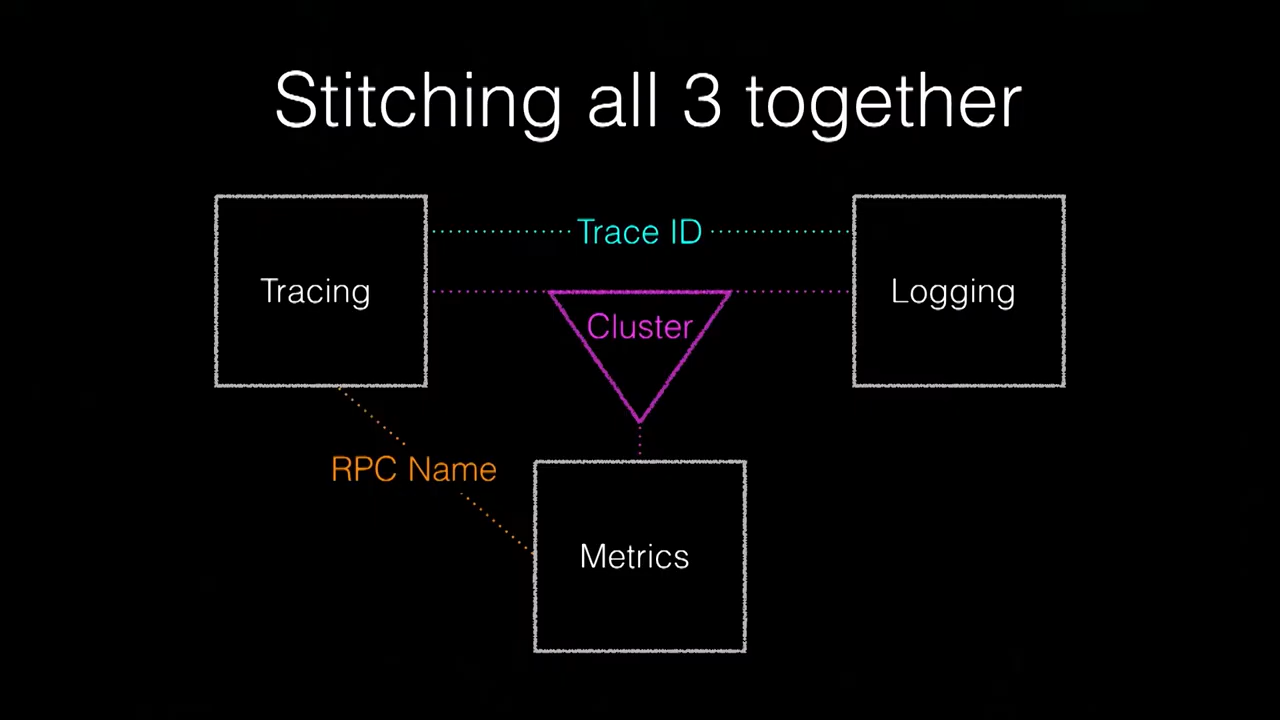 Stitching all 3 together
Trace ID
Tracing
Logging
Cluster
RPC Name
Metrics